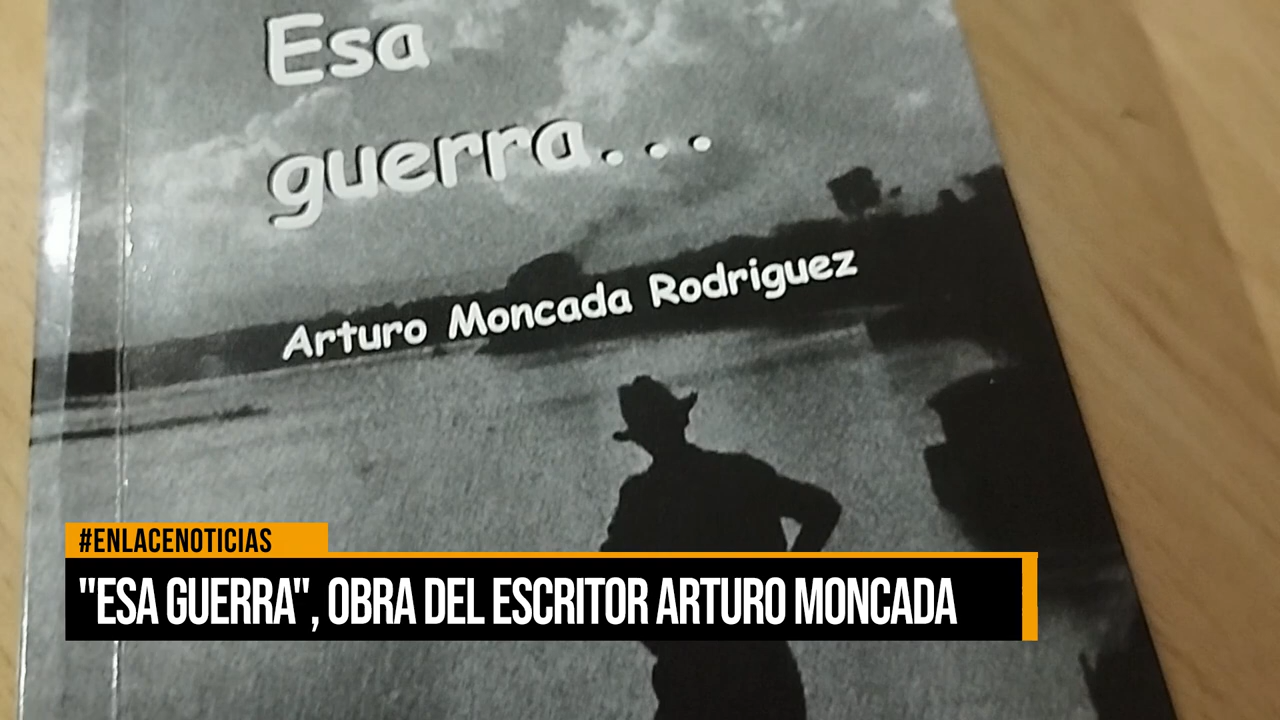 Esa
guerra...
Arturo Moncada Rodriguez
#ENLACENOTICIAS
"ESA GUERRA", OBRA DEL ESCRITOR ARTURO MONCADA